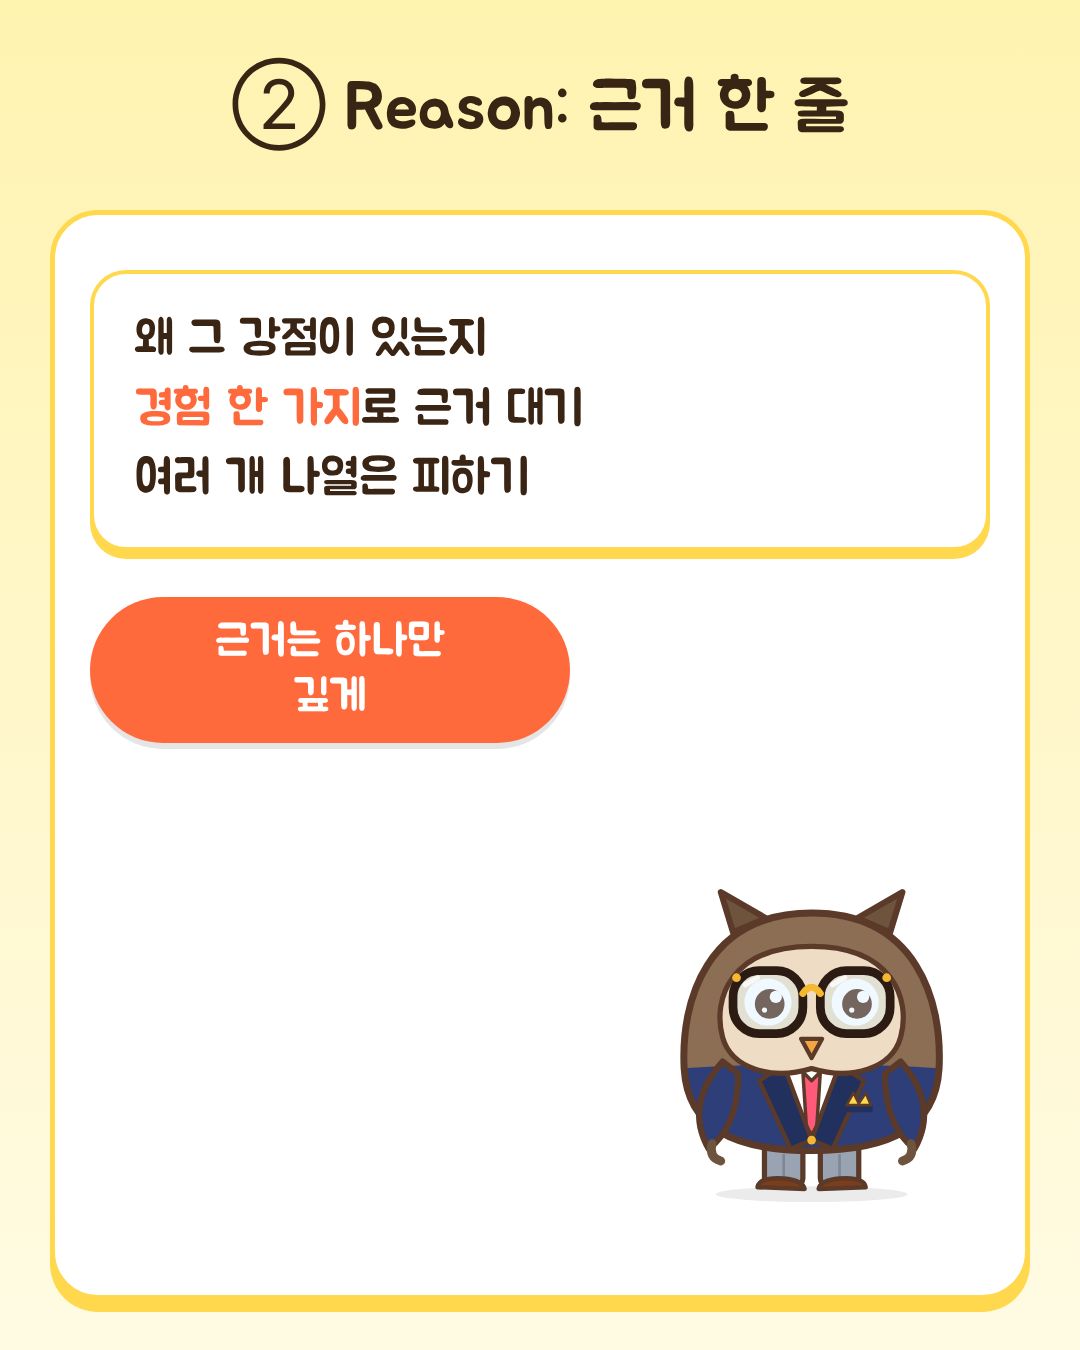 ② Reason: 근거 한 줄
왜 그 강점이 있는지
경험 한 가지로 근거 대기
여러 개 나열은 피하기
근거는 하나만
깊게